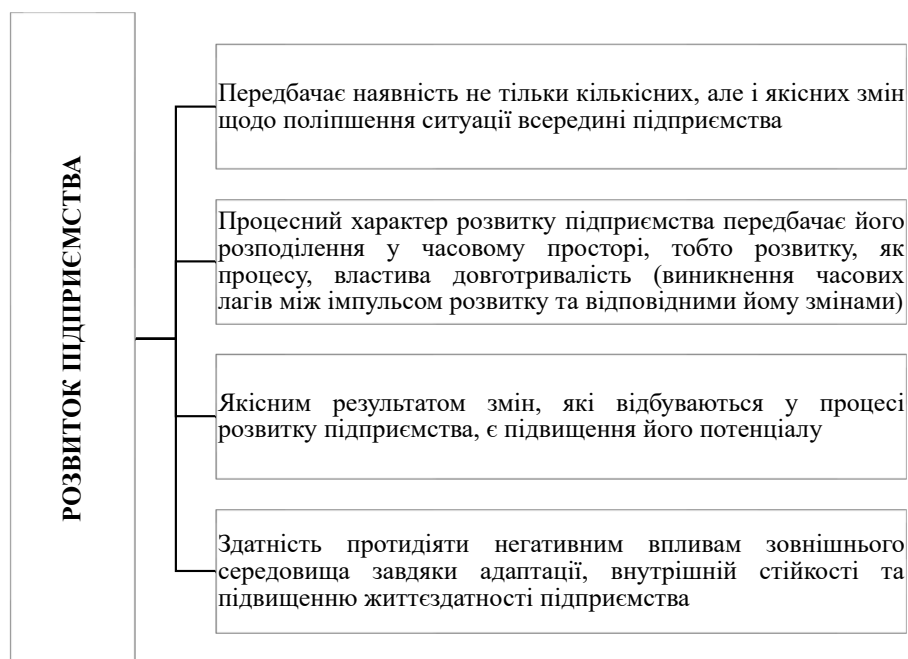 РОЗВИТОК ПІДПРИЄМСТВА
Передбачає наявність не тільки кількісних, але і якісних змін
щодо поліпшення ситуації всередині підприємства
Процесний характер розвитку підприємства передбачає його
розподілення у часовому просторі, тобто розвитку, як
процесу, властива довготривалість (виникнення часових
лагів між імпульсом розвитку та відповідними йому змінами)
Якісним результатом змін, які відбуваються у процесі
розвитку підприємства, є підвищення його потенціалу
Здатність протидіяти негативним впливам зовнішнього
середовища завдяки адаптації, внутрішній стійкості та
підвищенню життєздатності підприємства